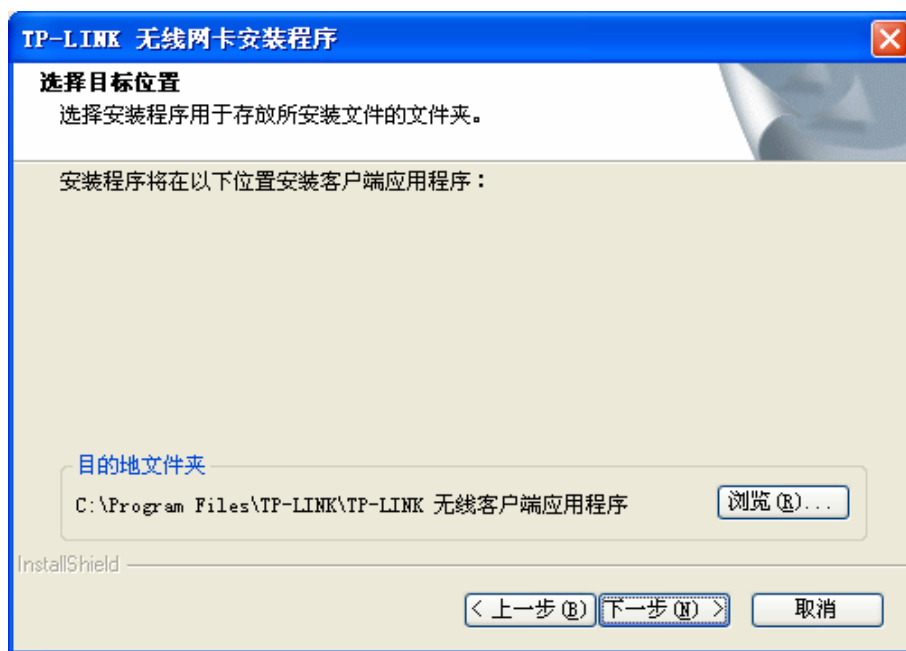 TP-LINK 无线网卡安装程序
选择目标位置
选择安装程序用于存放所安装文件的文件夹。
安装程序将在以下位置安装客户端应用程序：
目的地文件夹
C:\Program Files\TP-LINK\TP-LINK 无线客户端应用程序
浏览(R)...
InstallShield
< 上一步(B) 下一步(N) > 取消